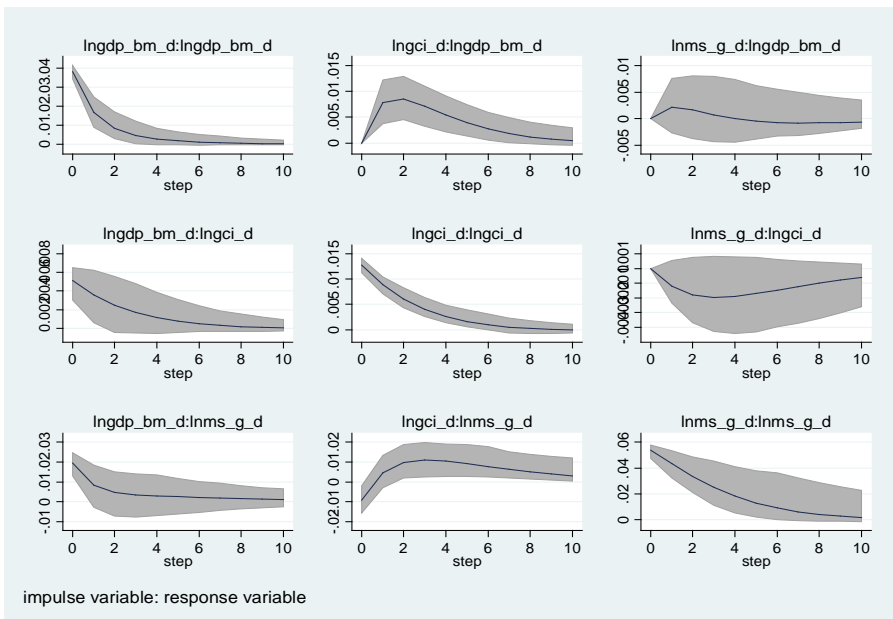 lngdp_bm_d:lngdp_bm_d
0 .01.02.03.04
0 2 4 6 8 10
step
lngci_d:lngdp_bm_d
0 .005.01.015
0 2 4 6 8 10
step
lnms_g_d:lngdp_bm_d
-.005 0 .005.01
0 2 4 6 8 10
step
lngdp_bm_d:lngci_d
0 2 4 6 8 10
step
lngci_d:lngci_d
0 .005.01.015
0 2 4 6 8 10
step
lnms_g_d:lngci_d
0 2 4 6 8 10
step
lngdp_bm_d:lnms_g_d
-.01 0 .01.02.03
0 2 4 6 8 10
step
lngci_d:lnms_g_d
-.02.01 0 .01.02
0 2 4 6 8 10
step
lnms_g_d:lnms_g_d
0 .02 .04 .06
0 2 4 6 8 10
step
impulse variable: response variable